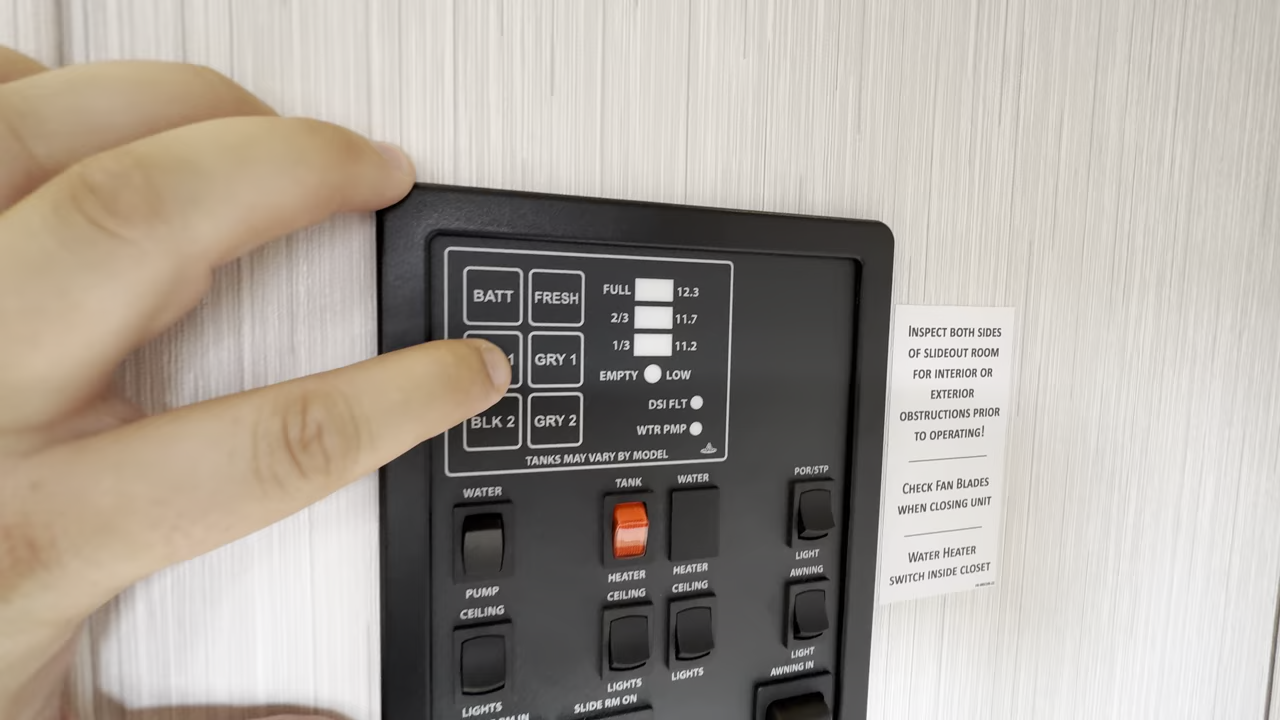 BATT FRESH
1 GRY 1
BLK 2 GRY 2
FULL 12.3
2/3 11.7
1/3 11.2
EMPTY LOW
DSI FLT
WTR PMP
TANKS MAY VARY BY MODEL
WATER
PUMP
TANK
HEATER
WATER
HEATER
POR/STP
LIGHT
CEILING
LIGHTS
CEILING
LIGHTS
CEILING
LIGHTS
AWNING
LIGHT
AWNING IN
SLIDE RM ON
RM IN
INSPECT BOTH SIDES
OF SLIDEOUT ROOM
FOR INTERIOR OR
EXTERIOR
OBSTRUCTIONS PRIOR
TO OPERATING!
CHECK FAN BLADES
WHEN CLOSING UNIT
WATER HEATER
SWITCH INSIDE CLOSET